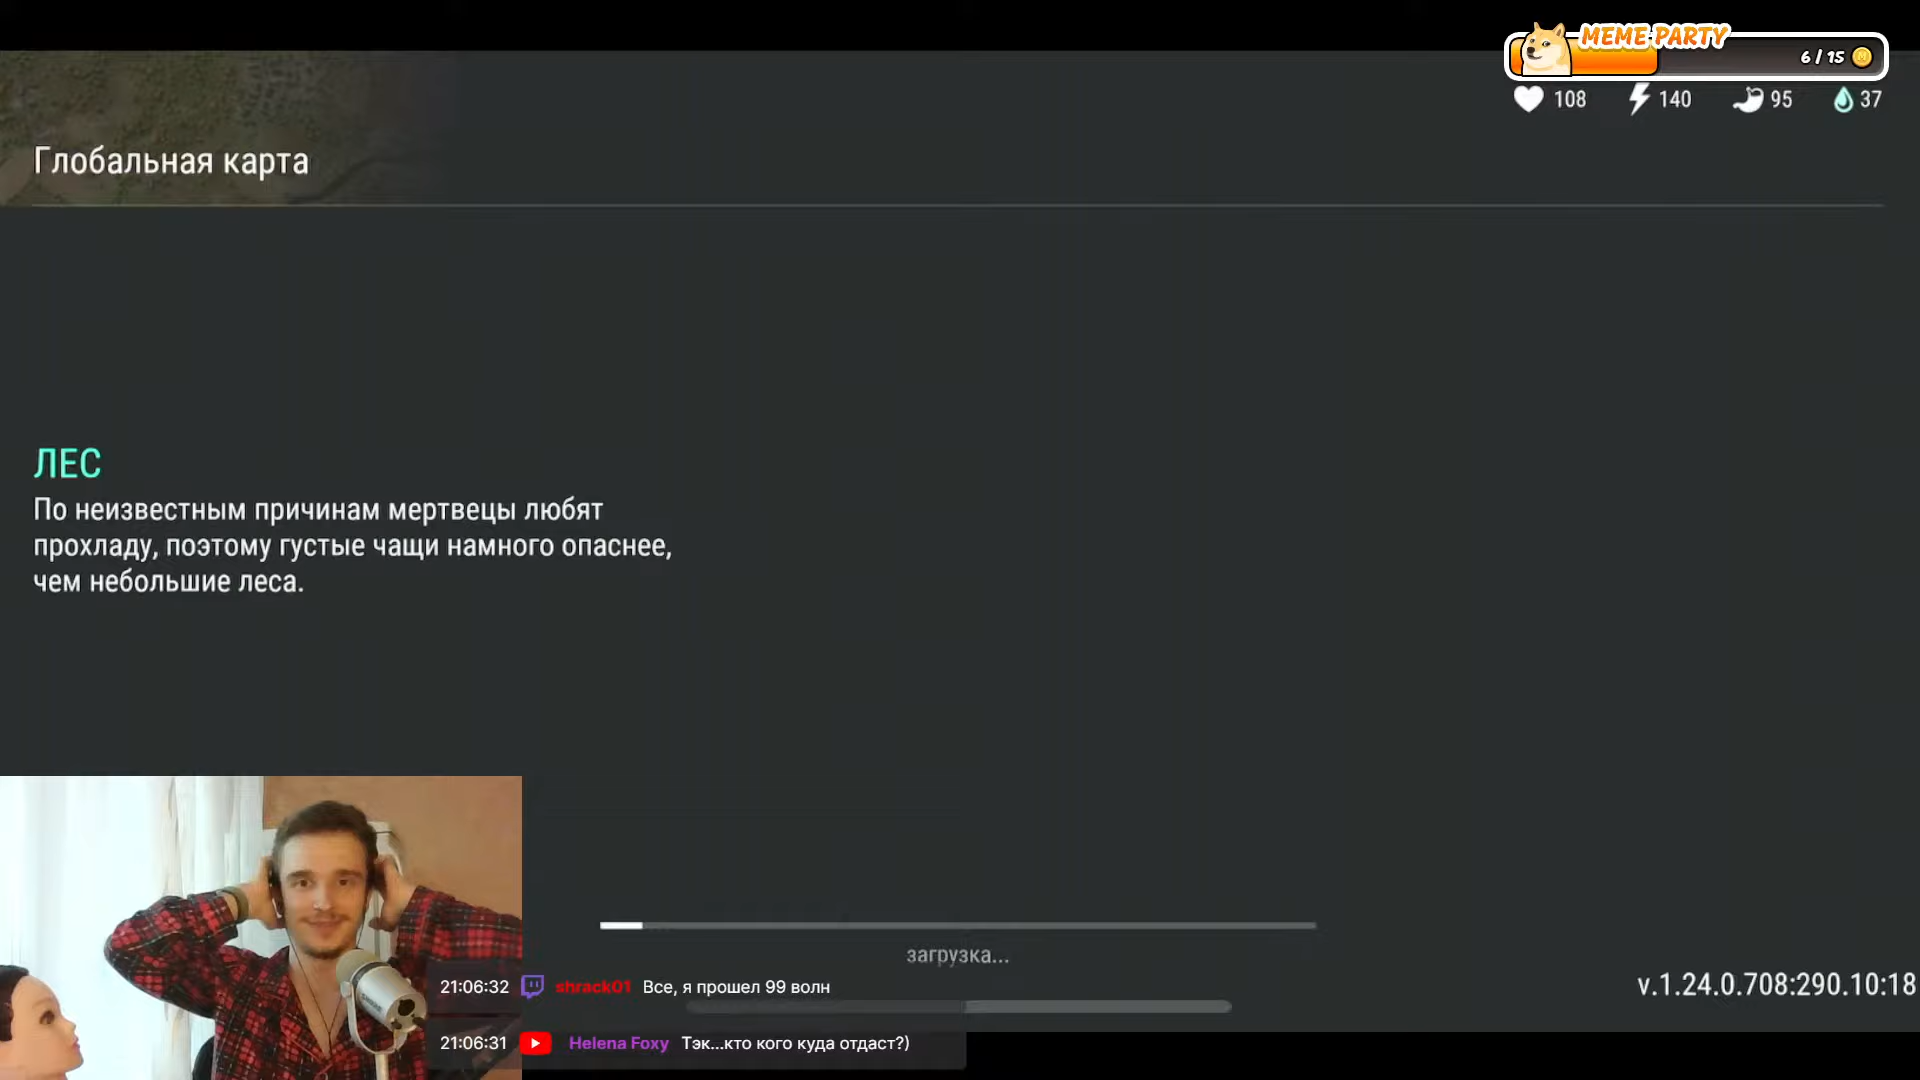 MEME PARTY
6 / 15
108 140 95 37
Глобальная карта
ЛЕС
По неизвестным причинам мертвецы любят
прохладу, поэтому густые чащи намного опаснее,
чем небольшие леса.
загрузка...
v.1.24.0.708:290.10:18
21:06:32 shrack01 Все, я прошел 99 волн
21:06:31 Helena Foxy Тэк...кто кого куда отдаст?)